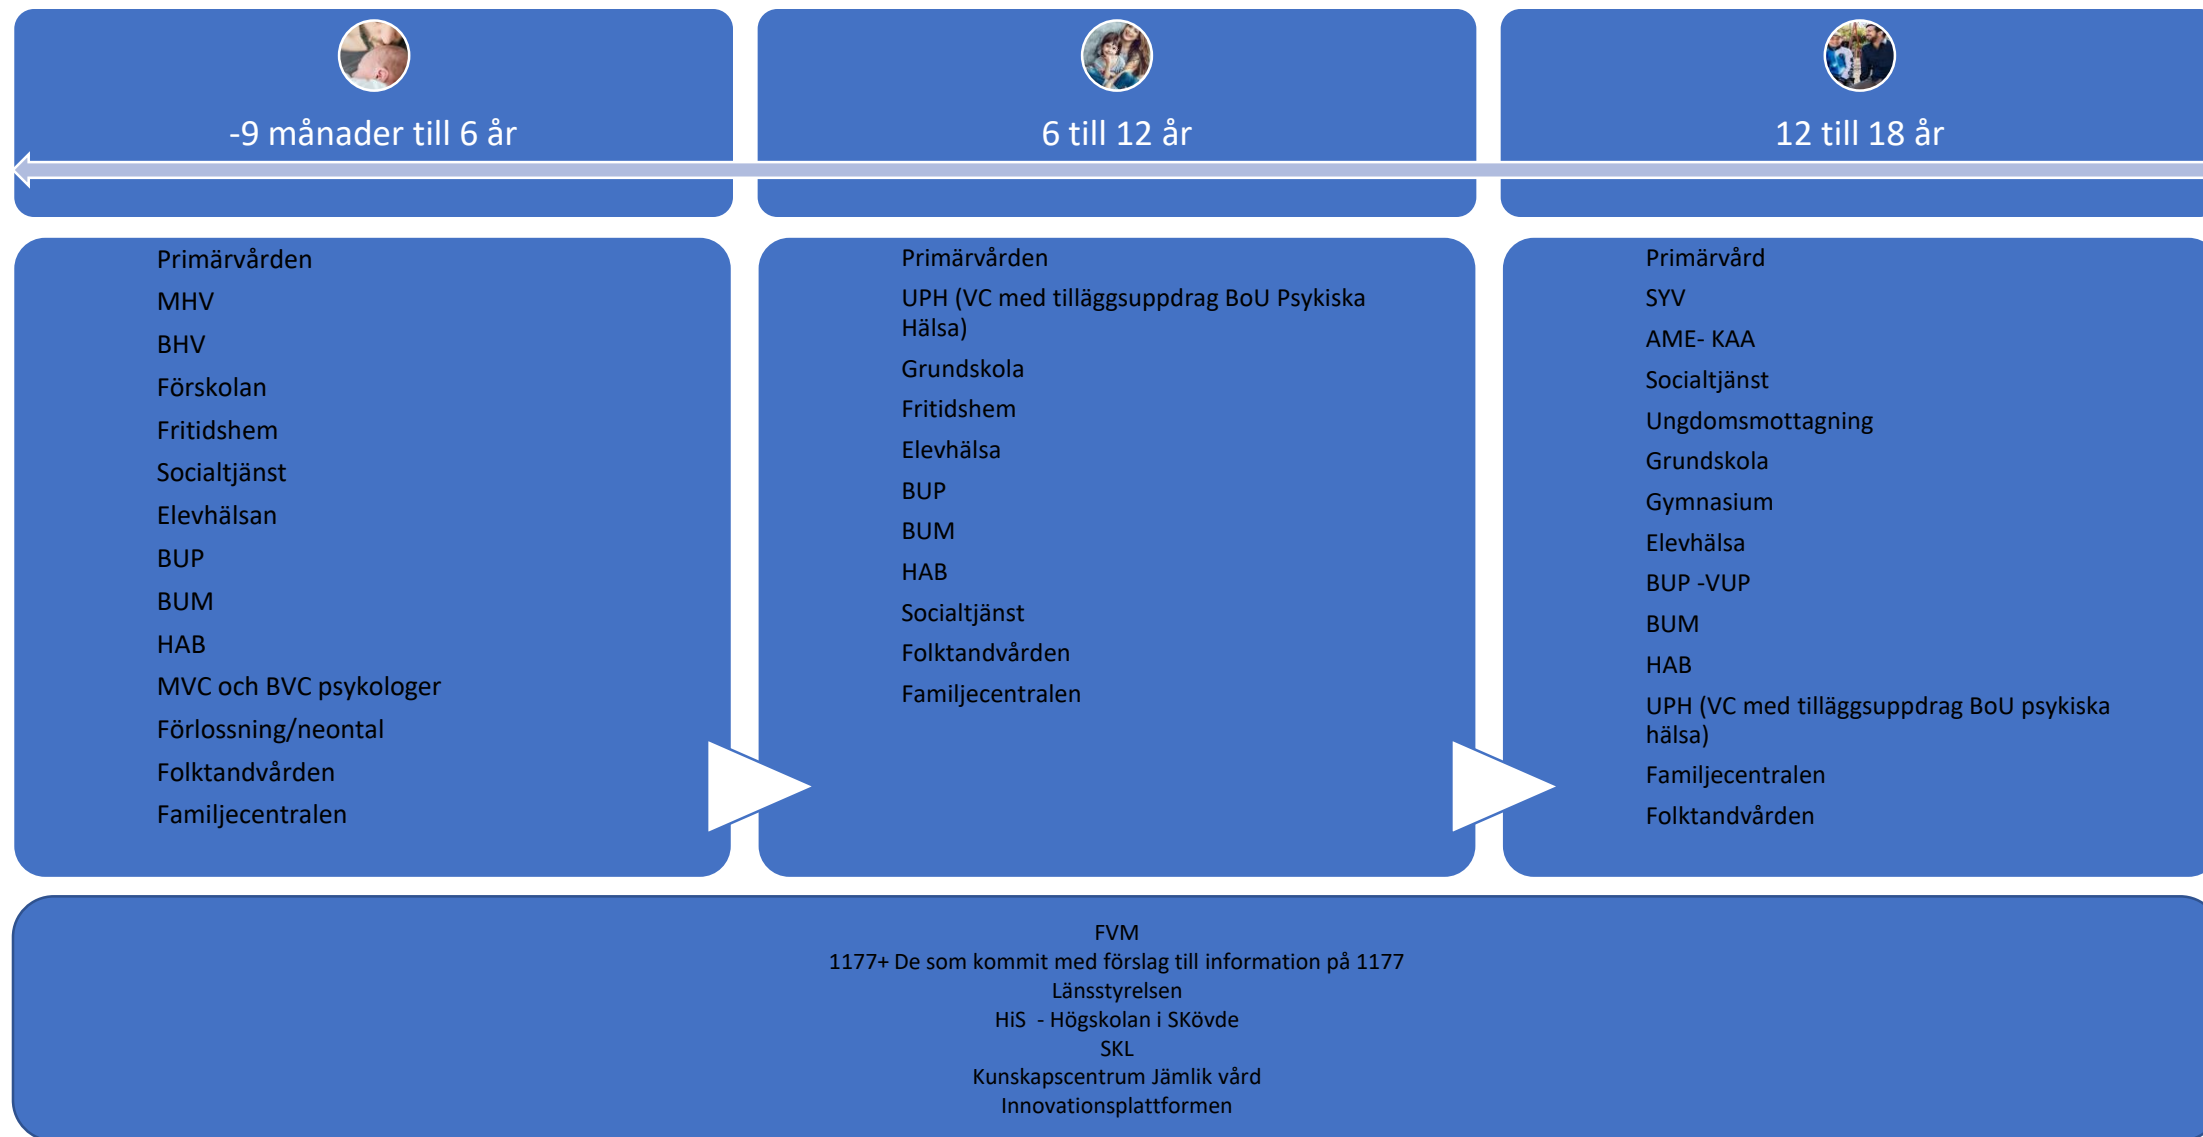 -9 månader till 6 år
6 till 12 år
12 till 18 år
Primärvården
MHV
BHV
Förskolan
Fritidshem
Socialtjänst
Elevhälsan
BUP
BUM
HAB
MVC och BVC psykologer
Förlossning/neontal
Folktandvården
Familjecentralen
Primärvården
UPH (VC med tilläggsuppdrag BoU Psykiska
Hälsa)
Grundskola
Fritidshem
Elevhälsa
BUP
BUM
HAB
Socialtjänst
Folktandvården
Familjecentralen
Primärvård
SYV
AME- KAA
Socialtjänst
Ungdomsmottagning
Grundskola
Gymnasium
Elevhälsa
BUP -VUP
BUM
HAB
UPH (VC med tilläggsuppdrag BoU psykiska
hälsa)
Familjecentralen
Folktandvården
FVM
1177+ De som kommit med förslag till information på 1177
Länsstyrelsen
HiS - Högskolan i SKövde
SKL
Kunskapscentrum Jämlik vård
Innovationsplattformen